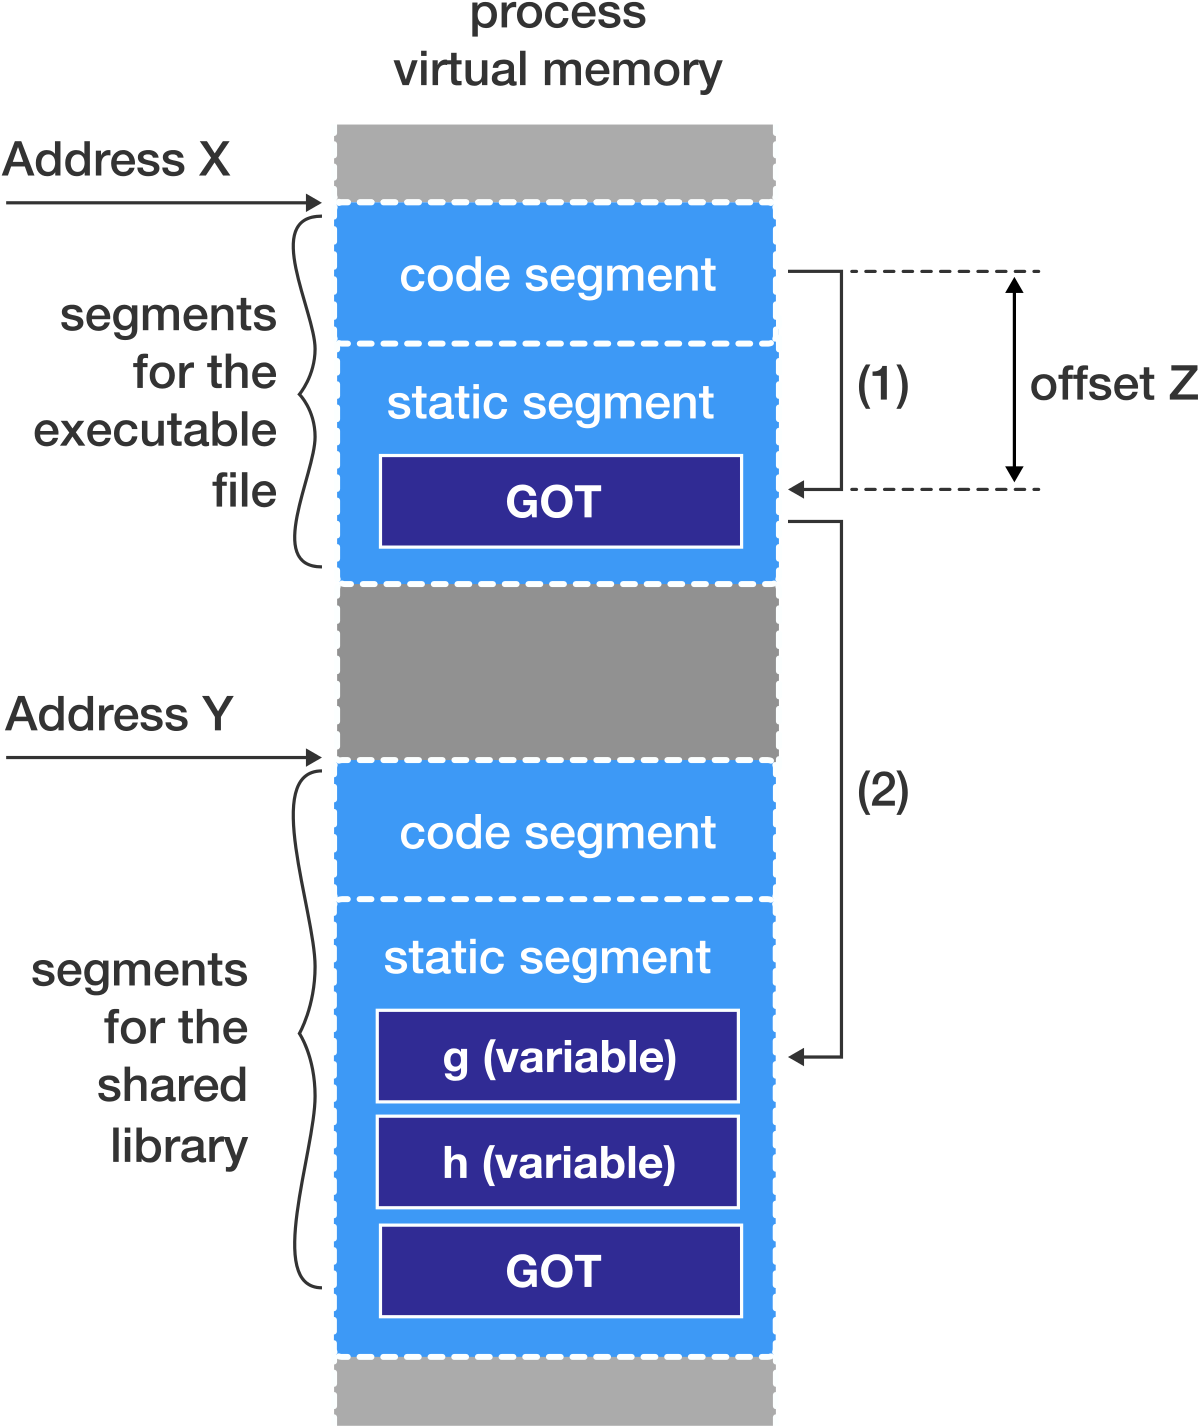 process
virtual memory
Address X
code segment
segments
for the
executable
file
static segment
GOT
(1)
offset Z
Address Y
(2)
code segment
segments
for the
shared
library
static segment
g (variable)
h (variable)
GOT